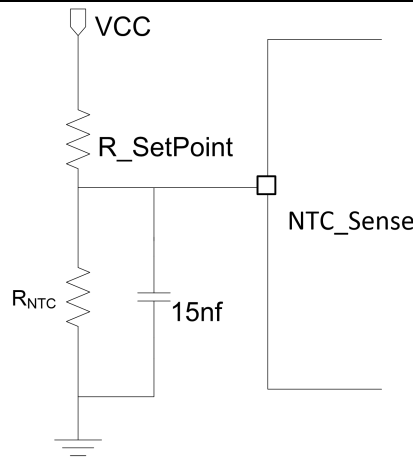 VCC
R_SetPoint
NTC_Sense
RNTC
15nf